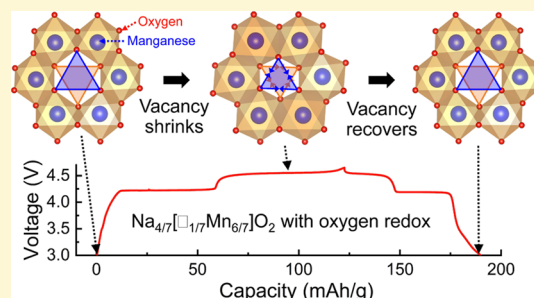 Oxygen
Manganese
Vacancy
shrinks
Vacancy
recovers
Voltage (V)
4.5
4.0
3.5
3.0
Na4/7[□1/7Mn6/7]O2 with oxygen redox
0 50 100 150 200
Capacity (mAh/g)